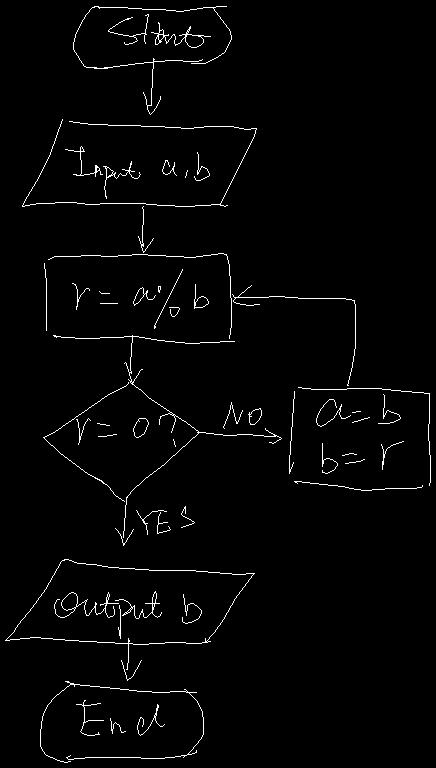 Start
Input a,b
r = a % b
r = 0 ?
NO
a = b
b = r
YES
Output b
End